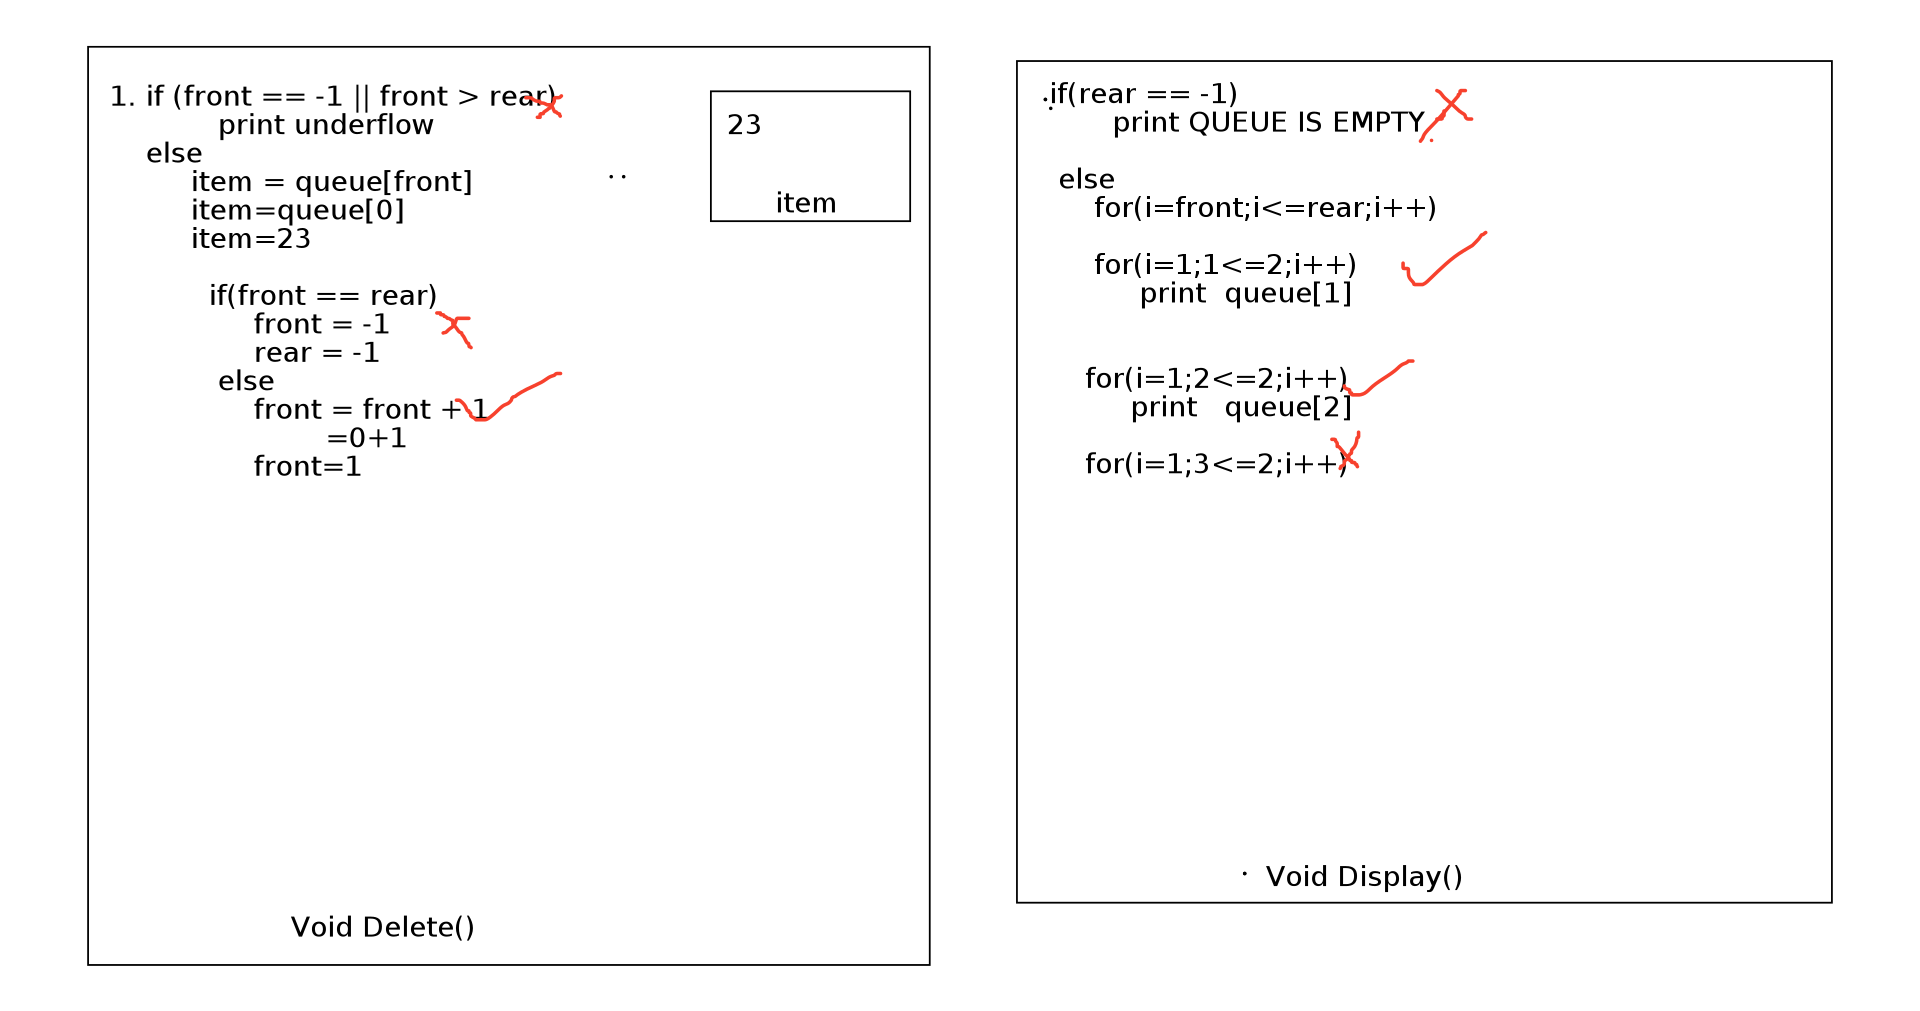 1. if (front == -1 || front > rear)
print underflow
else
item = queue[front]
item=queue[0]
item=23
if(front == rear)
front = -1
rear = -1
else
front = front + 1
=0+1
front=1
Void Delete()
23
item
if(rear == -1)
print QUEUE IS EMPTY
else
for(i=front;i<=rear;i++)
for(i=1;1<=2;i++)
print queue[1]
for(i=1;2<=2;i++)
print queue[2]
for(i=1;3<=2;i++)
Void Display()